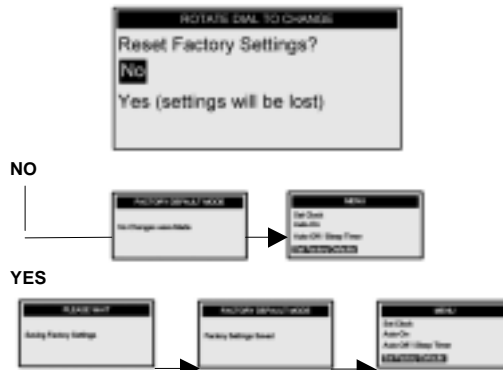 ROTATE DIAL TO CHANGE
Reset Factory Settings?
No
Yes (settings will be lost)
NO
FACTORY DEFAULT MODE
No Changes were Made
MENU
Set Clock
Auto On
Auto Off / Sleep Timer
Set Factory Defaults
YES
PLEASE WAIT
Saving Factory Settings
FACTORY DEFAULT MODE
Factory Settings Saved
MENU
Set Clock
Auto On
Auto Off / Sleep Timer
Set Factory Defaults